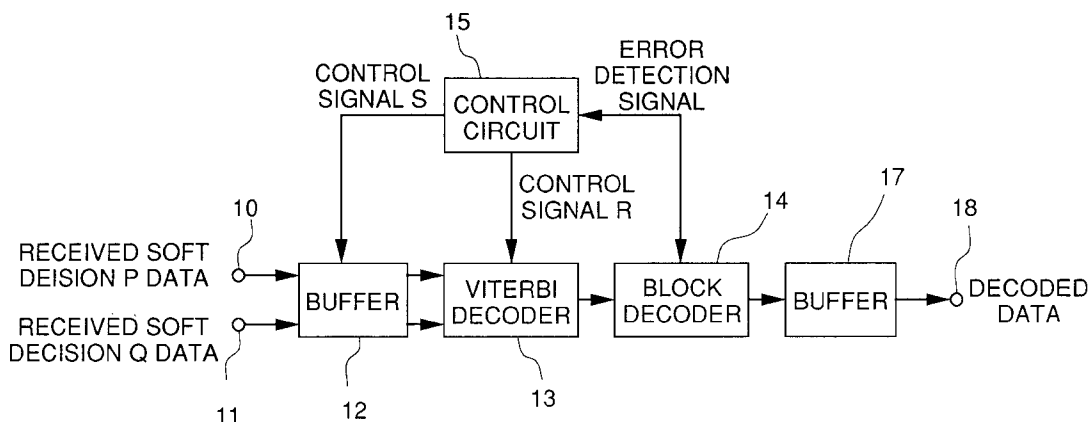 15
CONTROL
SIGNAL S
CONTROL
CIRCUIT
ERROR
DETECTION
SIGNAL
CONTROL
SIGNAL R
10
RECEIVED SOFT
DEISION P DATA
RECEIVED SOFT
DECISION Q DATA
11
BUFFER
12
VITERBI
DECODER
13
BLOCK
DECODER
14
BUFFER
17
18
DECODED
DATA